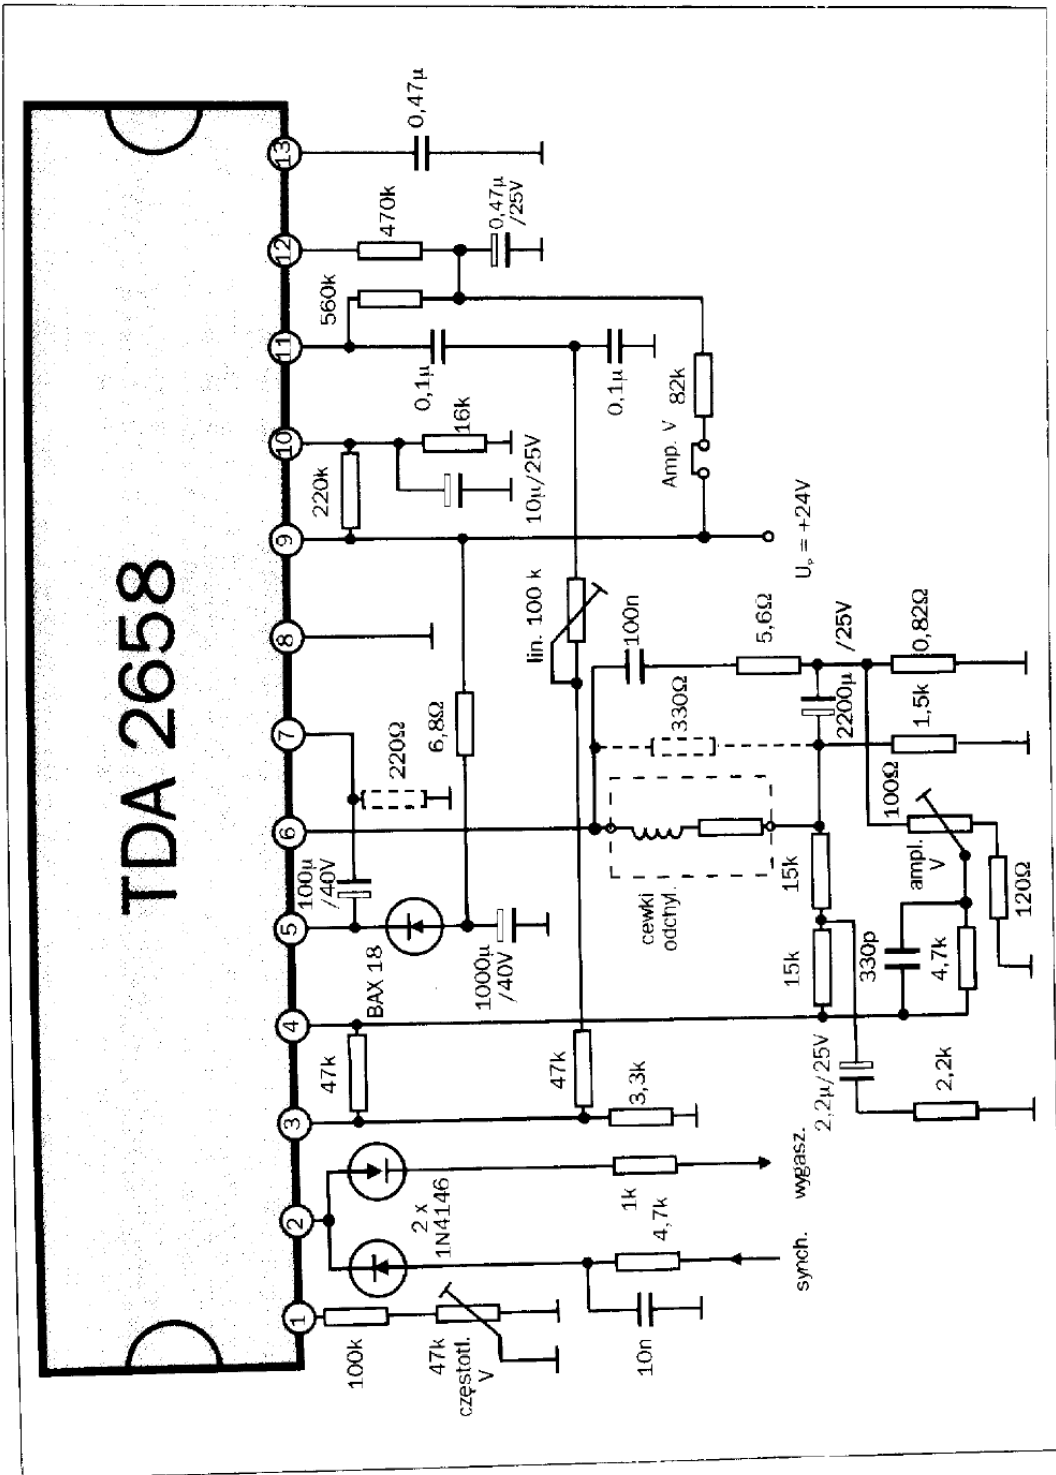 TDA 2658
1
2
3
4
5
6
7
8
9
10
11
12
13
100k
47k
częstotl.
V
2 x
1N4146
10n
4,7k
1k
synch.
wygasz.
47k
BAX 18
47k
3,3k
100µ
/40V
1000µ
/40V
220Ω
6,8Ω
220k
10µ/25V
16k
560k
470k
0,47µ
/25V
0,47µ
0,1µ
0,1µ
82k
Amp. V
Uₚ = +24V
lin. 100 k
100n
330Ω
5,6Ω
cewki
odchyl.
2200µ
/25V
0,82Ω
1,5k
100Ω
ampl.
V
120Ω
15k
15k
330p
4,7k
2,2µ/25V
2,2k